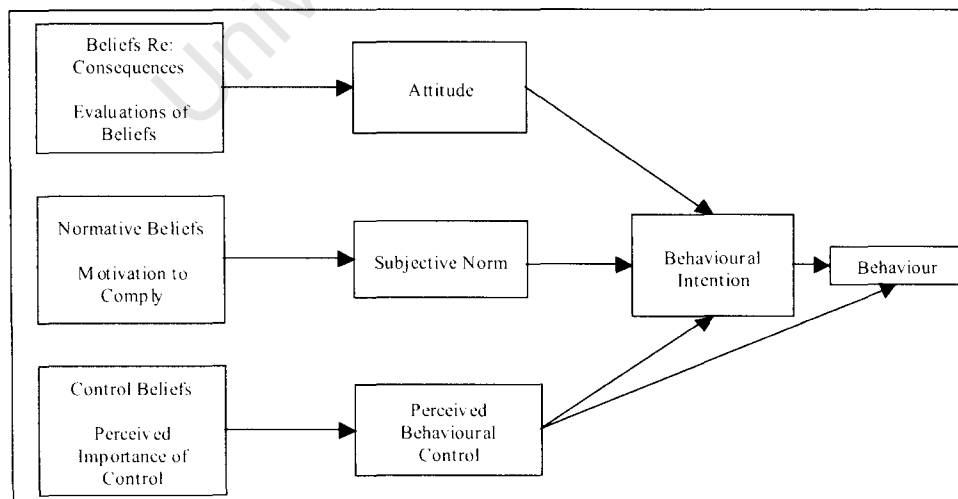 Beliefs Re:
Consequences
Evaluations of
Beliefs
Attitude
Normative Beliefs
Motivation to
Comply
Subjective Norm
Behavioural
Intention
Behaviour
Control Beliefs
Perceived
Importance of
Control
Perceived
Behavioural
Control
Univ